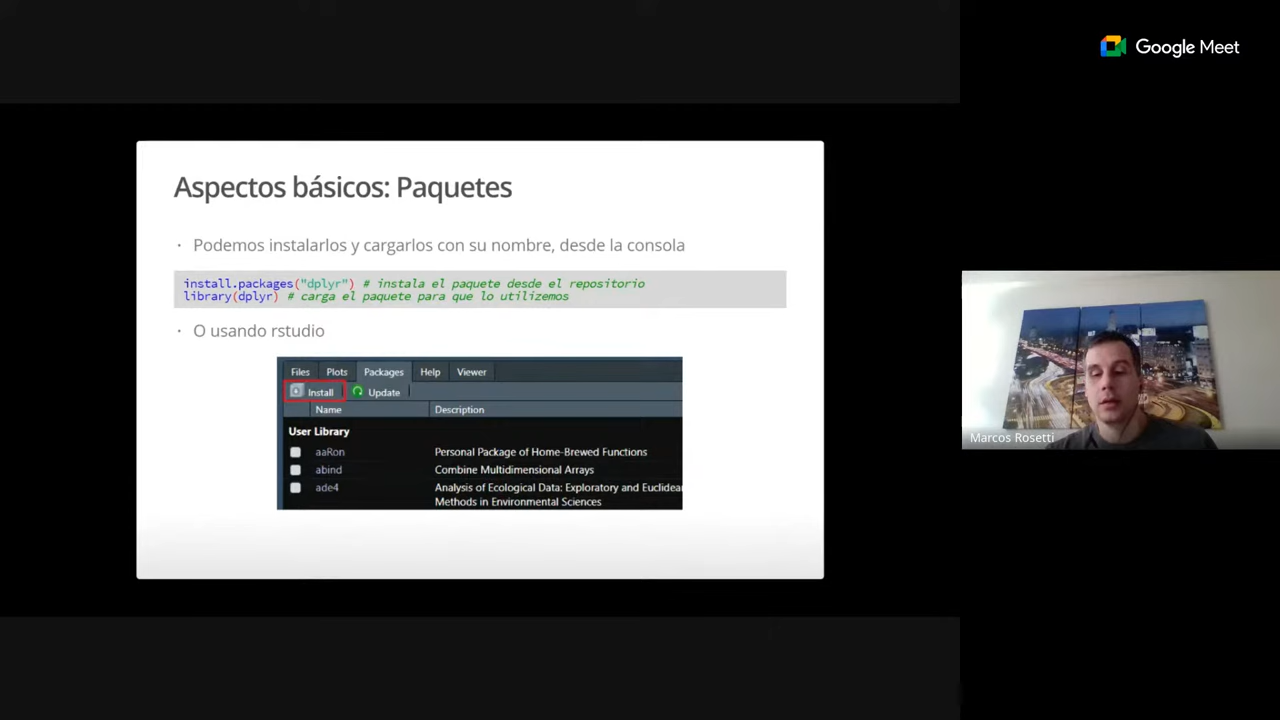 Google Meet
Aspectos básicos: Paquetes
· Podemos instalarlos y cargarlos con su nombre, desde la consola
install.packages("dplyr") # instala el paquete desde el repositorio
library(dplyr) # carga el paquete para que lo utilizemos
· O usando rstudio
Files Plots Packages Help Viewer
Install Update
Name Description
User Library
aaRon Personal Package of Home-Brewed Functions
abind Combine Multidimensional Arrays
ade4 Analysis of Ecological Data: Exploratory and Euclidean
Methods in Environmental Sciences
Marcos Rosetti